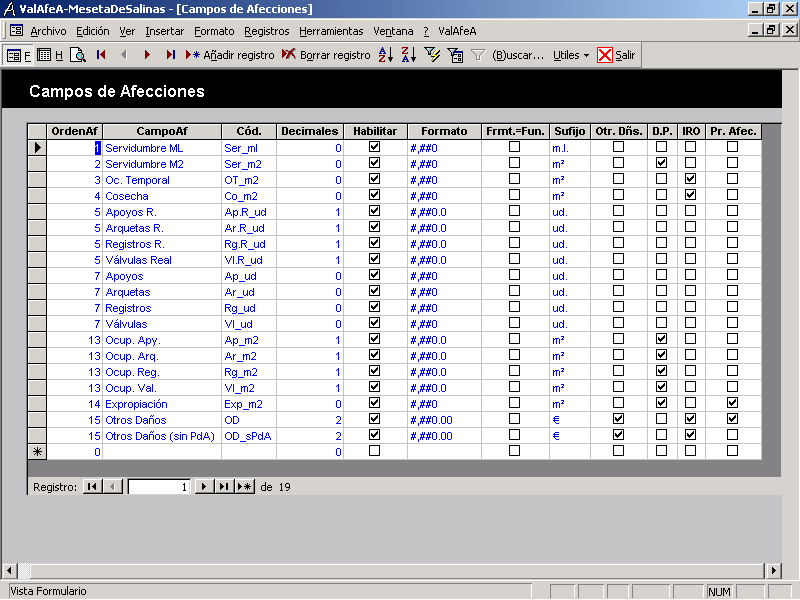 ValAfeA-MesetaDeSalinas - [Campos de Afecciones]
Archivo Edición Ver Insertar Formato Registros Herramientas Ventana ? ValAfeA
F H Añadir registro Borrar registro (B)uscar... Utiles Salir
Campos de Afecciones
OrdenAf CampoAf Cód. Decimales Habilitar Formato Frmt.=Fun. Sufijo Otr. Dñs. D.P. IRO Pr. Afec.
1 Servidumbre ML Ser_ml 0 #,##0 m.l.
2 Servidumbre M2 Ser_m2 0 #,##0 m²
3 Oc. Temporal OT_m2 0 #,##0 m²
4 Cosecha Co_m2 0 #,##0 m²
5 Apoyos R. Ap.R_ud 1 #,##0.0 ud.
5 Arquetas R. Ar.R_ud 1 #,##0.0 ud.
5 Registros R. Rg.R_ud 1 #,##0.0 ud.
5 Válvulas Real Vl.R_ud 1 #,##0.0 ud.
7 Apoyos Ap_ud 0 #,##0 ud.
7 Arquetas Ar_ud 0 #,##0 ud.
7 Registros Rg_ud 0 #,##0 ud.
7 Válvulas Vl_ud 0 #,##0 ud.
13 Ocup. Apy. Ap_m2 1 #,##0.0 m²
13 Ocup. Arq. Ar_m2 1 #,##0.0 m²
13 Ocup. Reg. Rg_m2 1 #,##0.0 m²
13 Ocup. Val. Vl_m2 1 #,##0.0 m²
14 Expropiación Exp_m2 0 #,##0 m²
15 Otros Daños OD 2 #,##0.00 €
15 Otros Daños (sin PdA) OD_sPdA 2 #,##0.00 €
0 0
Registro: 1 de 19
Vista Formulario NUM